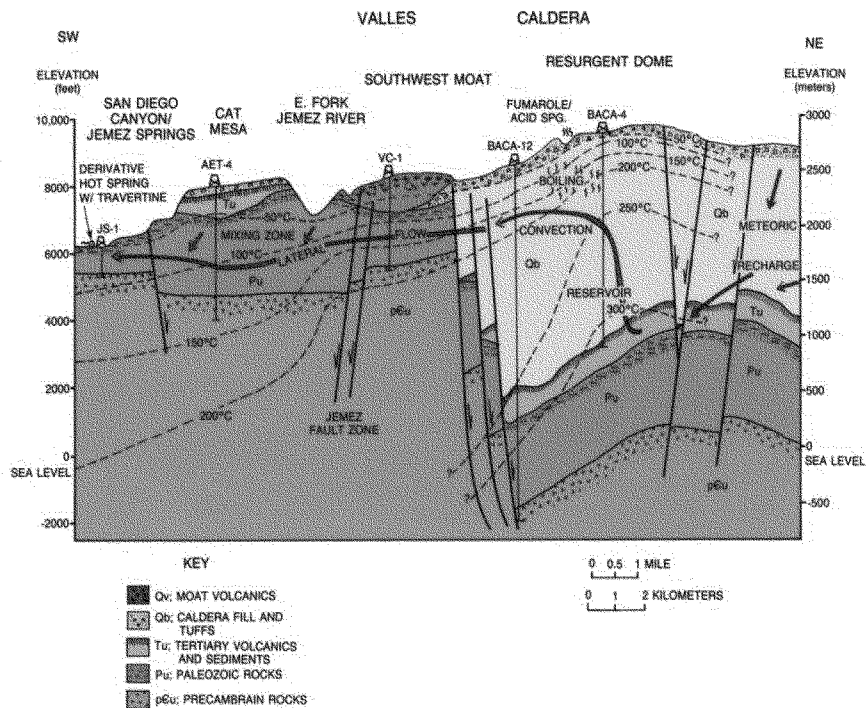 VALLES CALDERA
SW
NE
RESURGENT DOME
ELEVATION
(feet)
ELEVATION
(meters)
SOUTHWEST MOAT
SAN DIEGO
CANYON/
JEMEZ SPRINGS
CAT
MESA
E. FORK
JEMEZ RIVER
FUMAROLE/
ACID SPG.
BACA-4
BACA-12
VC-1
AET-4
JS-1
DERIVATIVE
HOT SPRING
W/ TRAVERTINE
10,000
8000
6000
4000
2000
0
SEA LEVEL
-2000
3000
2500
2000
1500
1000
500
0
SEA LEVEL
-500
50°C
100°C
150°C
200°C
BOILING
250°C
Qb
METEORIC
RECHARGE
CONVECTION
Qb
RESERVOIR
300°C
Tu
Pu
Pu
p€u
Tu
50°C
MIXING ZONE
100°C
LATERAL FLOW
Pu
p€u
150°C
200°C
JEMEZ
FAULT ZONE
KEY
Qv; MOAT VOLCANICS
Qb; CALDERA FILL AND
TUFFS
Tu; TERTIARY VOLCANICS
AND SEDIMENTS
Pu; PALEOZOIC ROCKS
p€u; PRECAMBRAIN ROCKS
0 0.5 1 MILE
0 1 2 KILOMETERS